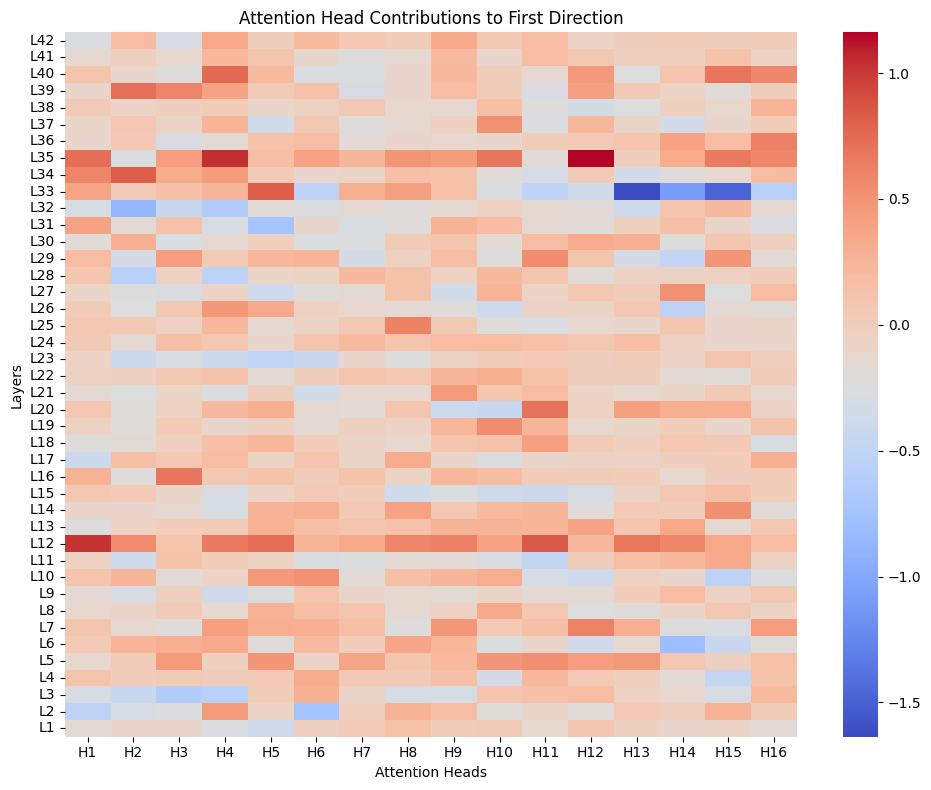 Attention Head Contributions to First Direction
Layers
L42
L41
L40
L39
L38
L37
L36
L35
L34
L33
L32
L31
L30
L29
L28
L27
L26
L25
L24
L23
L22
L21
L20
L19
L18
L17
L16
L15
L14
L13
L12
L11
L10
L9
L8
L7
L6
L5
L4
L3
L2
L1
H1 H2 H3 H4 H5 H6 H7 H8 H9 H10 H11 H12 H13 H14 H15 H16
Attention Heads
1.0
0.5
0.0
−0.5
−1.0
−1.5